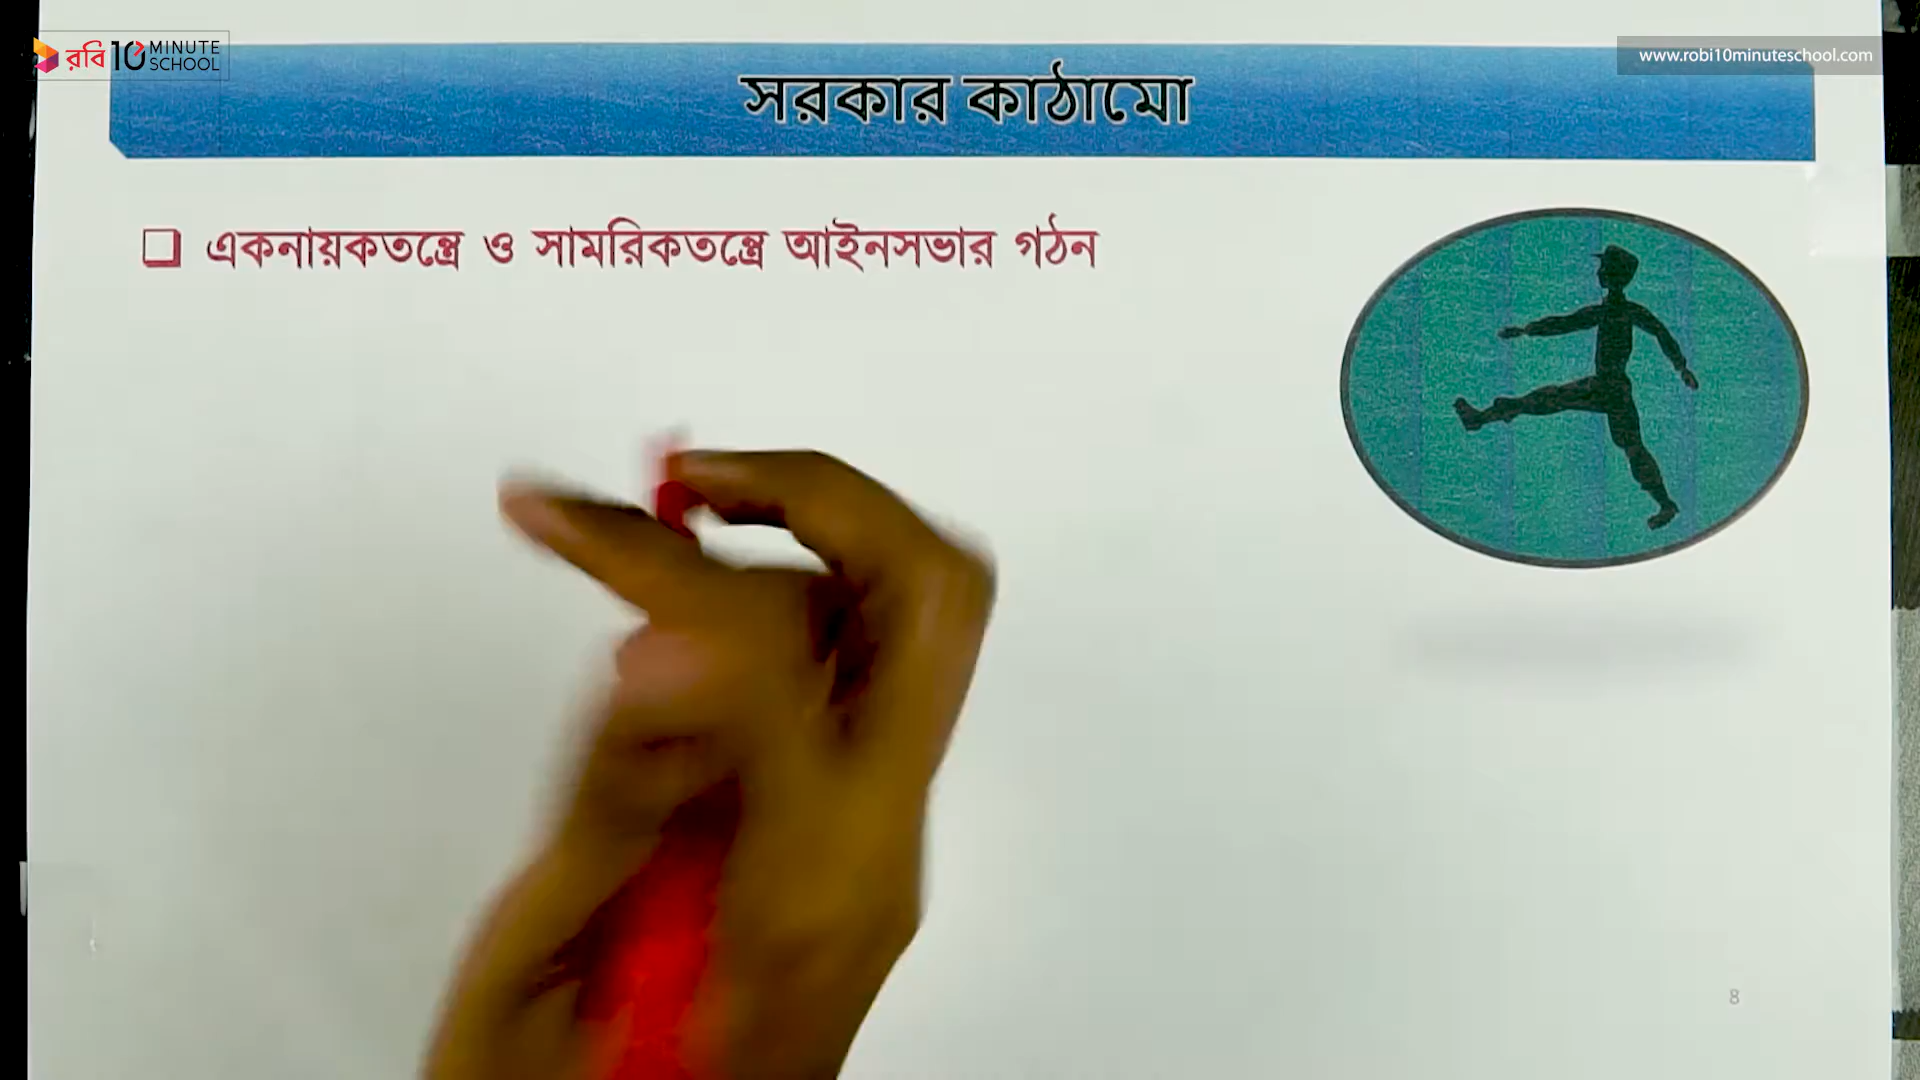 রবি 10 MINUTE SCHOOL
www.robi10minuteschool.com
সরকার কাঠামো
একনায়কতন্ত্রে ও সামরিকতন্ত্রে আইনসভার গঠন
8